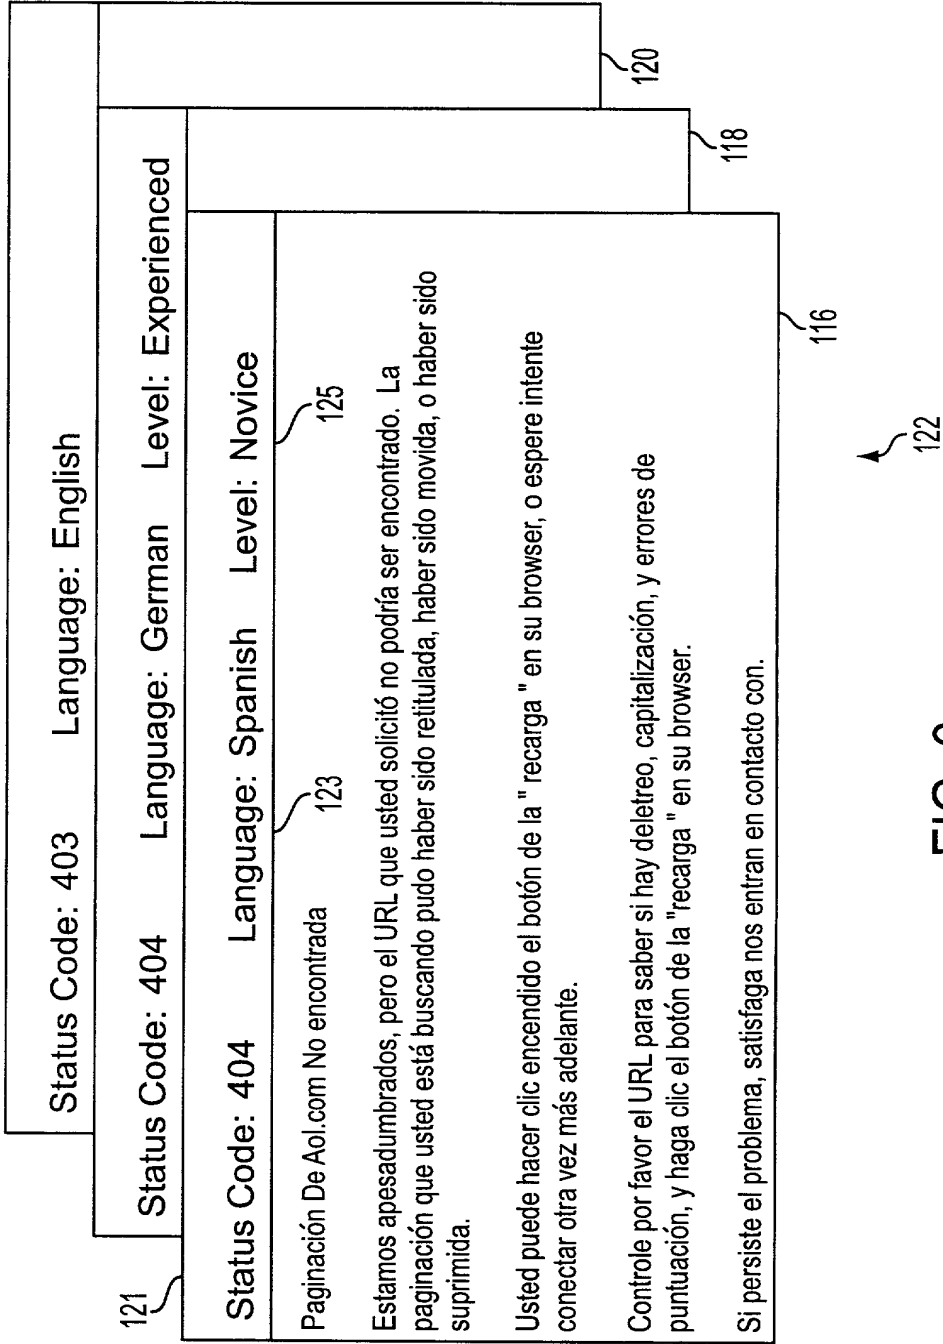 Status Code: 403 Language: English
Status Code: 404 Language: German Level: Experienced
121
Status Code: 404 Language: Spanish Level: Novice
123
125
Paginación De Aol.com No encontrada
Estamos apesadumbrados, pero el URL que usted solicitó no podría ser encontrado. La
paginación que usted está buscando pudo haber sido retitulada, haber sido movida, o haber sido
suprimida.
Usted puede hacer clic encendido el botón de la " recarga " en su browser, o espere intente
conectar otra vez más adelante.
Controle por favor el URL para saber si hay deletreo, capitalización, y errores de
puntuación, y haga clic el botón de la "recarga " en su browser.
Si persiste el problema, satisfaga nos entran en contacto con.
120
118
116
122